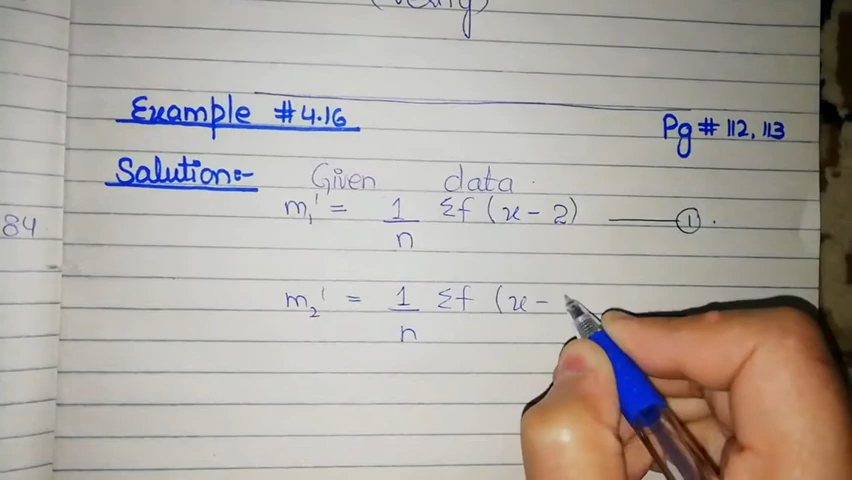 Example #4.16
Pg# 112, 113
Salution:-
Given data.
m₁' = 1/n Σf (x - 2) ——— ①.
84
m₂' = 1/n Σf (x -